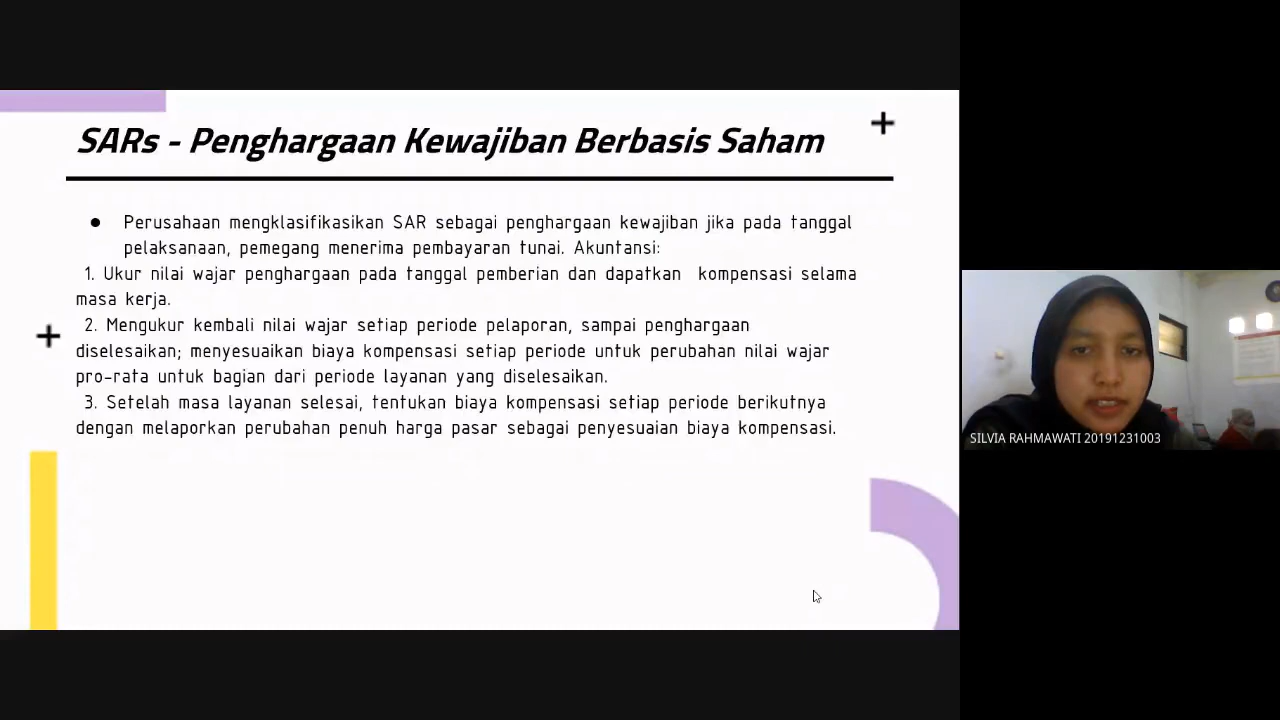 SARs - Penghargaan Kewajiban Berbasis Saham
● Perusahaan mengklasifikasikan SAR sebagai penghargaan kewajiban jika pada tanggal
pelaksanaan, pemegang menerima pembayaran tunai. Akuntansi:
1. Ukur nilai wajar penghargaan pada tanggal pemberian dan dapatkan kompensasi selama
masa kerja.
2. Mengukur kembali nilai wajar setiap periode pelaporan, sampai penghargaan
diselesaikan; menyesuaikan biaya kompensasi setiap periode untuk perubahan nilai wajar
pro-rata untuk bagian dari periode layanan yang diselesaikan.
3. Setelah masa layanan selesai, tentukan biaya kompensasi setiap periode berikutnya
dengan melaporkan perubahan penuh harga pasar sebagai penyesuaian biaya kompensasi.
SILVIA RAHMAWATI 20191231003